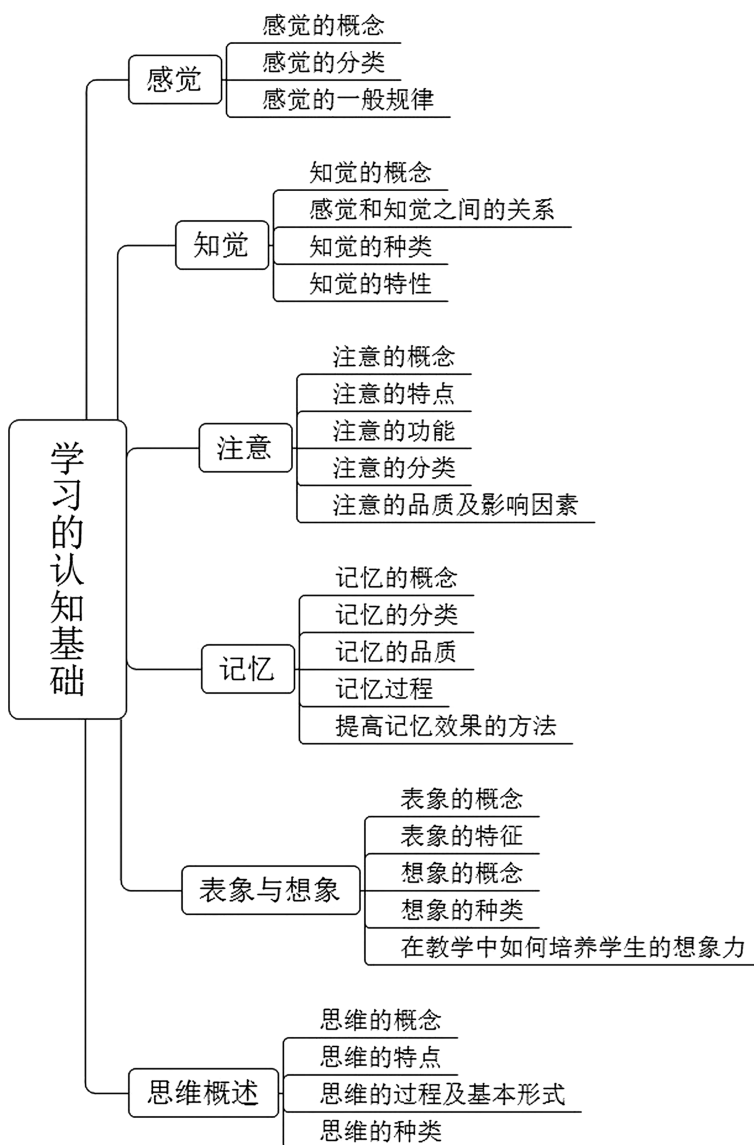 学习的认知基础
感觉
感觉的概念
感觉的分类
感觉的一般规律
知觉
知觉的概念
感觉和知觉之间的关系
知觉的种类
知觉的特性
注意
注意的概念
注意的特点
注意的功能
注意的分类
注意的品质及影响因素
记忆
记忆的概念
记忆的分类
记忆的品质
记忆过程
提高记忆效果的方法
表象与想象
表象的概念
表象的特征
想象的概念
想象的种类
在教学中如何培养学生的想象力
思维概述
思维的概念
思维的特点
思维的过程及基本形式
思维的种类